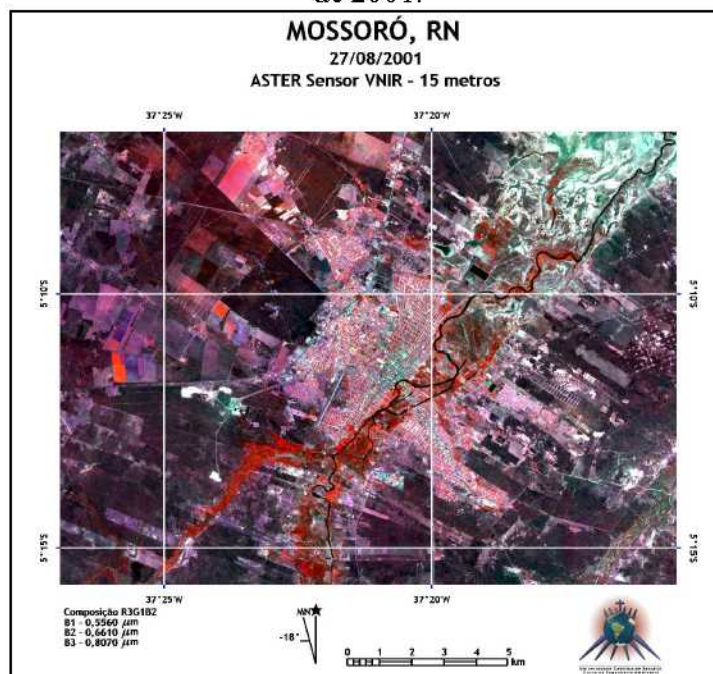 de 2001.
MOSSORÓ, RN
27/08/2001
ASTER Sensor VNIR - 15 metros
37°25'W
37°20'W
5°10'S
5°10'S
5°15'S
5°15'S
37°25'W
37°20'W
Composição R3G1B2
B1 - 0,5560 µm
B2 - 0,6610 µm
B3 - 0,8070 µm
MN
-18°
0 1 2 3 4 5
km